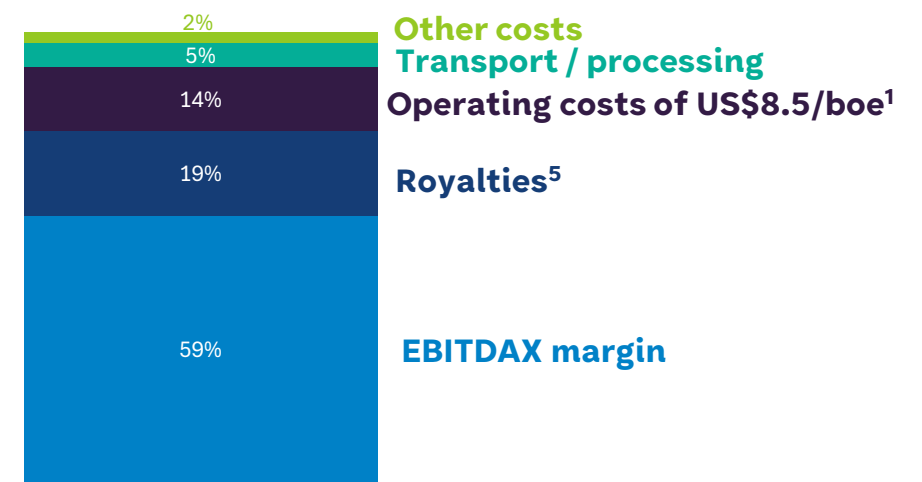 2% Other costs
5% Transport / processing
14% Operating costs of US$8.5/boe¹
19% Royalties⁵
59% EBITDAX margin